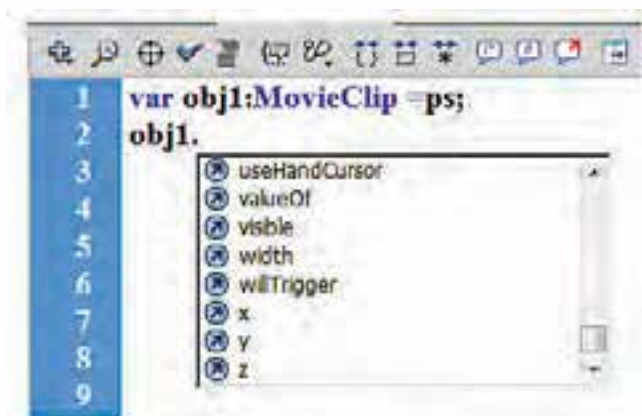 1 var obj1:MovieClip =ps;
2 obj1.
3 useHandCursor
valueOf
4 visible
5 width
6 willTrigger
7 x
y
8 z
9